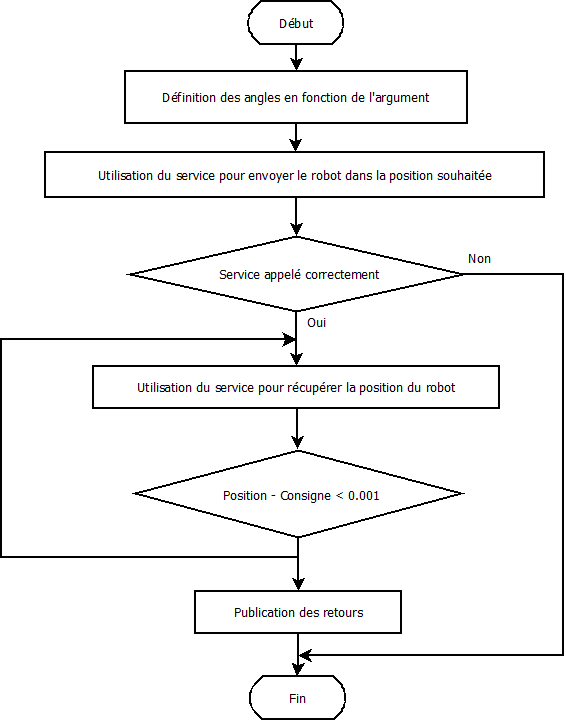 Début
Définition des angles en fonction de l'argument
Utilisation du service pour envoyer le robot dans la position souhaitée
Service appelé correctement
Non
Oui
Utilisation du service pour récupérer la position du robot
Position - Consigne < 0.001
Publication des retours
Fin